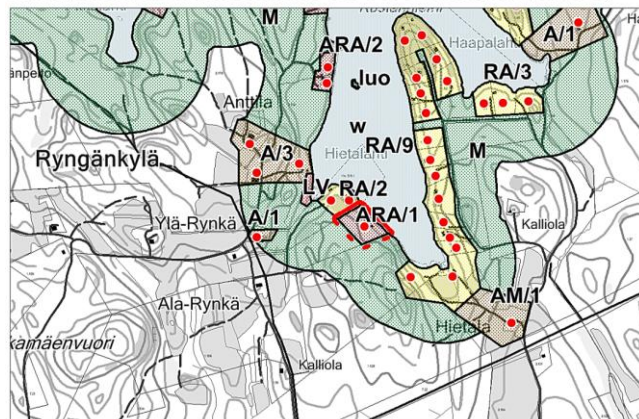 M
ARA/2
Haapalahti
A/1
änperto
luo
RA/3
Anttila
w
RA/9
Ryngänkylä
A/3
Hietalahti
M
LV
RA/2
A/1
ARA/1
Kalliola
Ylä-Rynkä
Ala-Rynkä
AM/1
Hietala
kamäenvuori
Kalliola